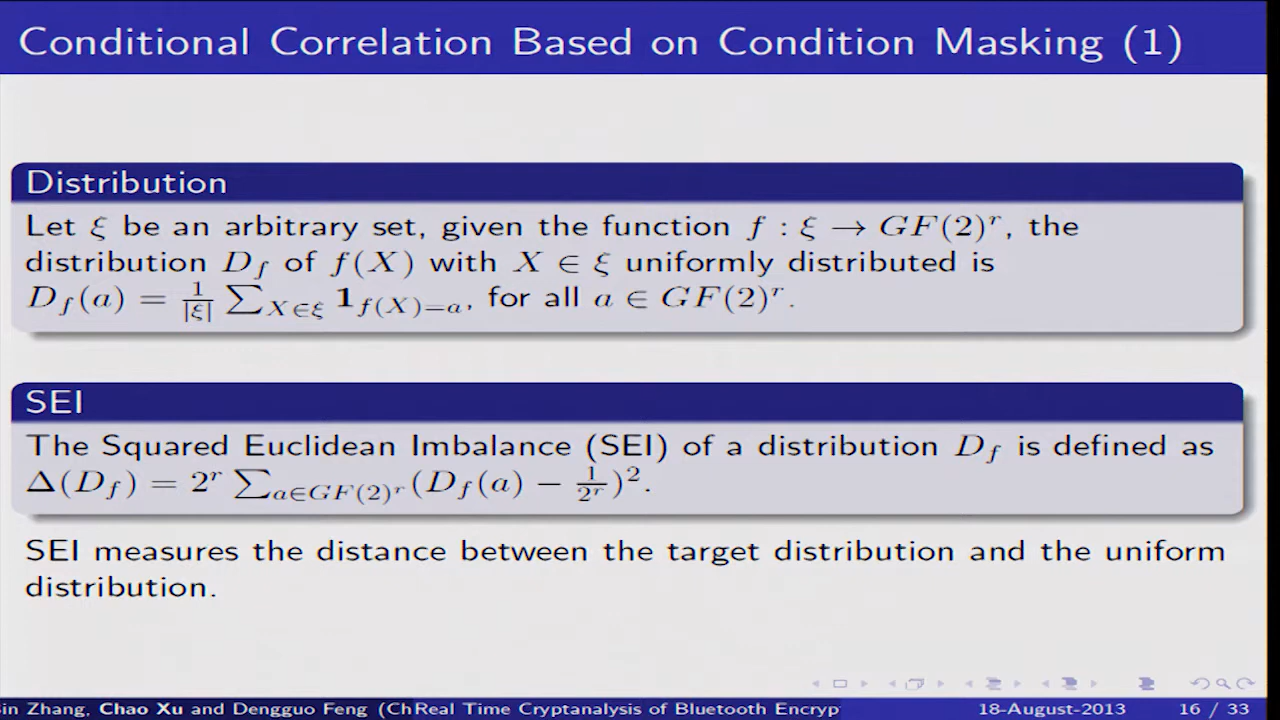 Conditional Correlation Based on Condition Masking (1)
Distribution
Let ξ be an arbitrary set, given the function f : ξ → GF(2)^r, the
distribution D_f of f(X) with X ∈ ξ uniformly distributed is
D_f(a) = 1/|ξ| ∑_{X∈ξ} 1_{f(X)=a}, for all a ∈ GF(2)^r.
SEI
The Squared Euclidean Imbalance (SEI) of a distribution D_f is defined as
Δ(D_f) = 2^r ∑_{a∈GF(2)^r} (D_f(a) − 1/2^r)^2.
SEI measures the distance between the target distribution and the uniform
distribution.
in Zhang, Chao Xu and Dengguo Feng (Ch Real Time Cryptanalysis of Bluetooth Encryp 18-August-2013 16 / 33